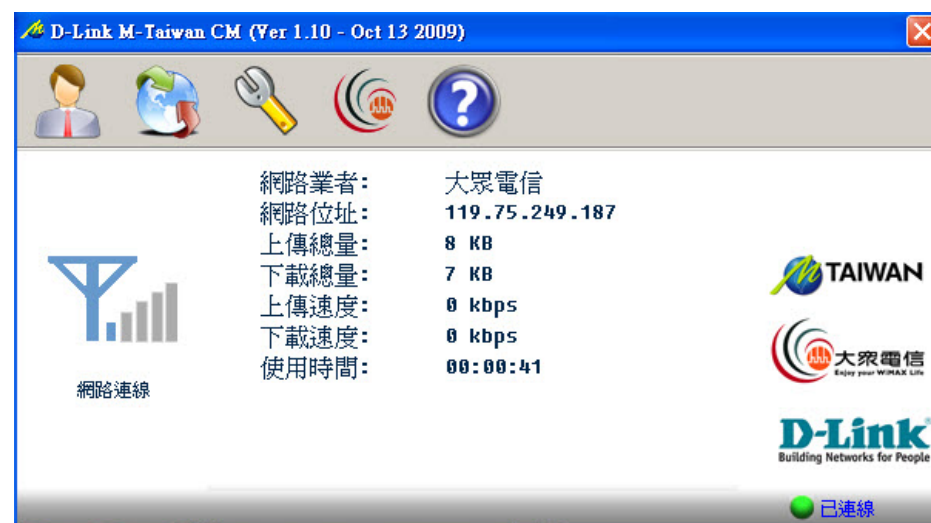 D-Link M-Taiwan CM (Ver 1.10 - Oct 13 2009)
網路業者: 大眾電信
網路位址: 119.75.249.187
上傳總量: 8 KB
下載總量: 7 KB
上傳速度: 0 kbps
下載速度: 0 kbps
使用時間: 00:00:41
網路連線
TAIWAN
大眾電信
Enjoy your WiMAX Life
D-Link
Building Networks for People
已連線